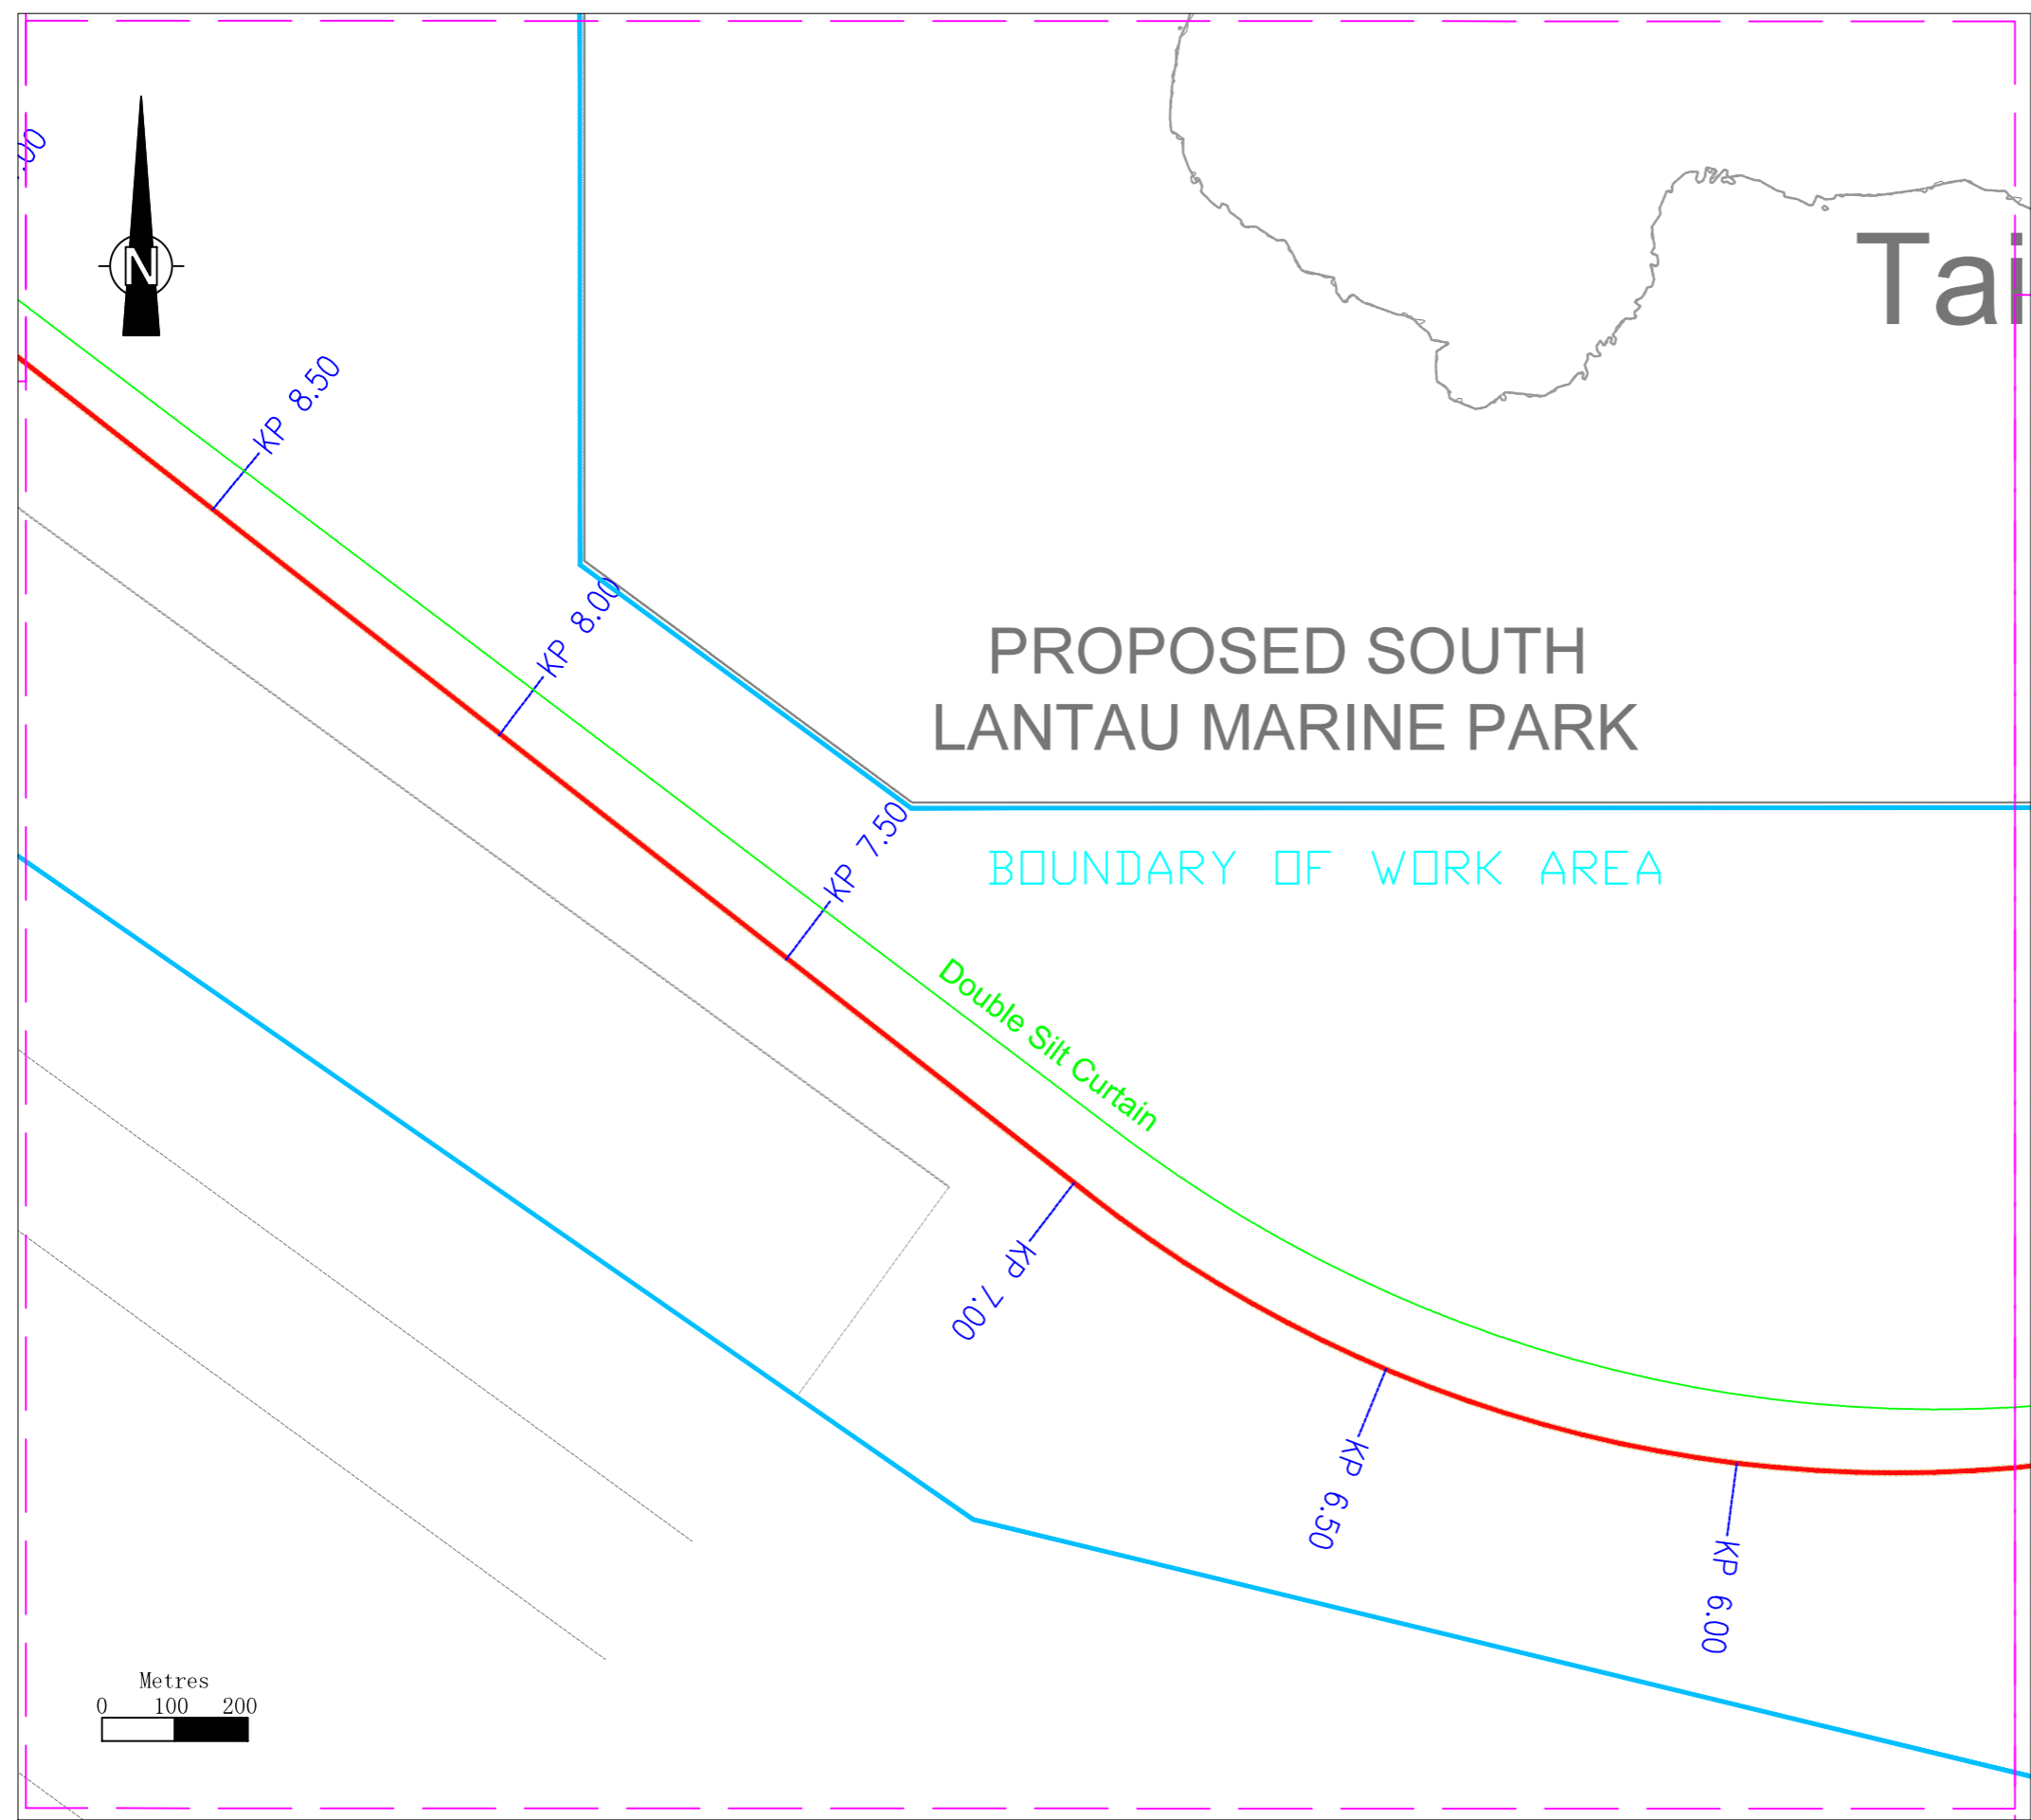 .00
N
Tai
KP 8.50
KP 8.00
PROPOSED SOUTH
LANTAU MARINE PARK
KP 7.50
BOUNDARY OF WORK AREA
Double Silt Curtain
KP 7.00
KP 6.50
KP 6.00
Metres
0 100 200